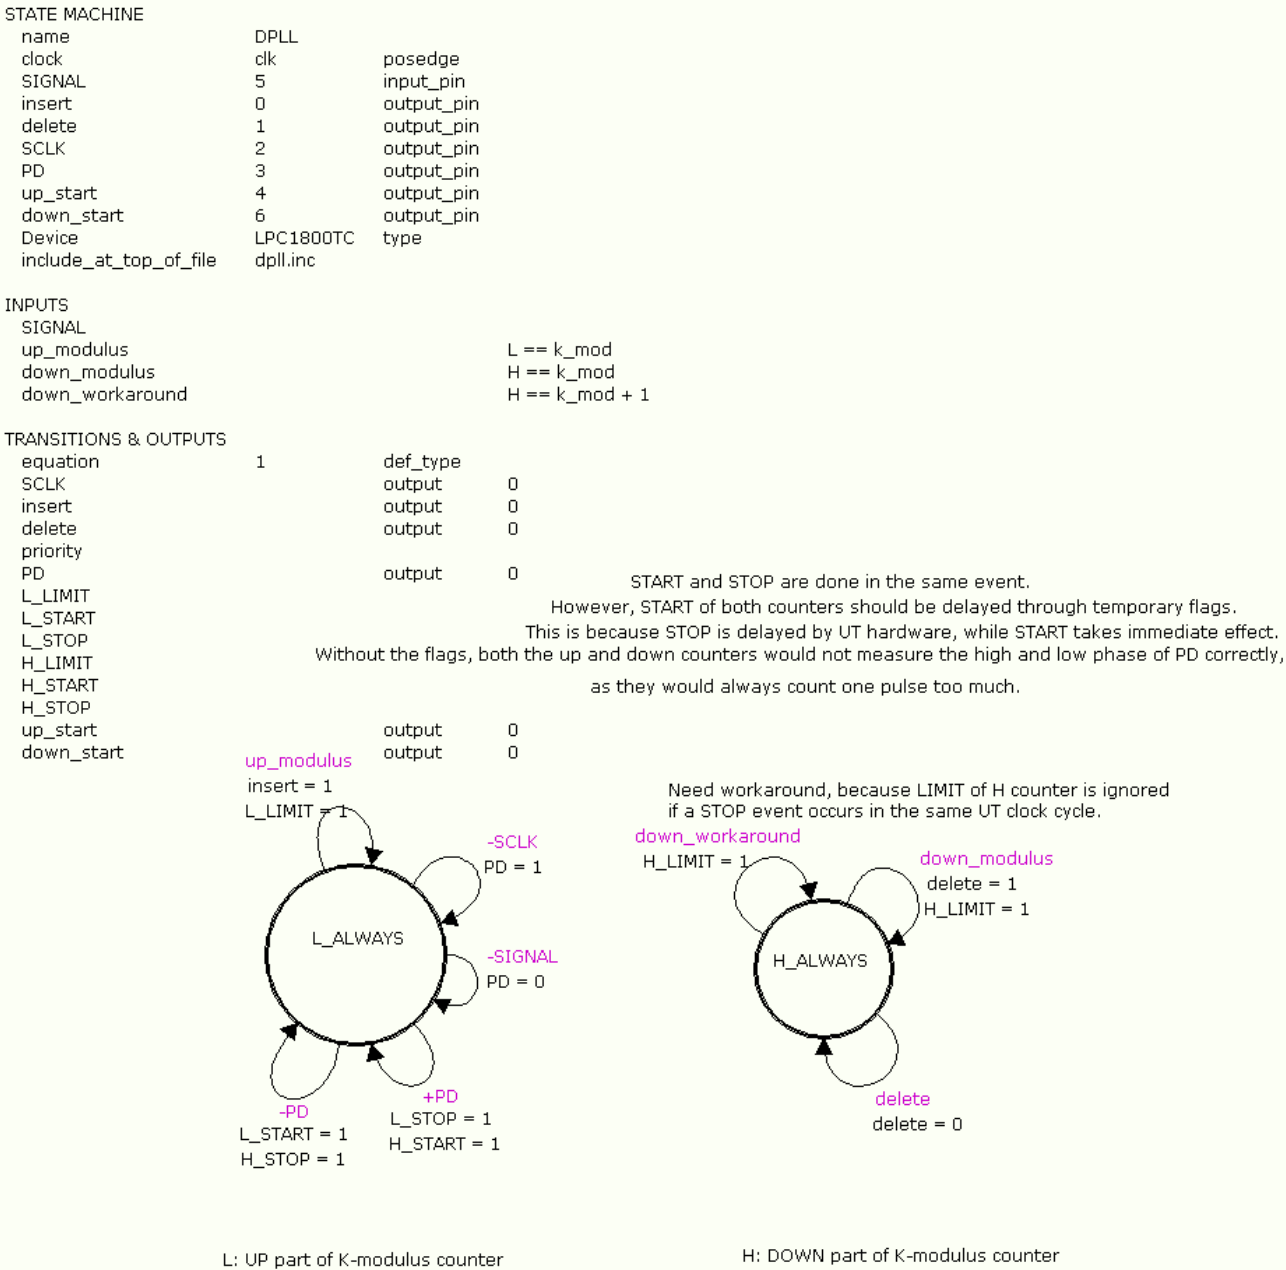 STATE MACHINE
name DPLL
clock clk posedge
SIGNAL 5 input_pin
insert 0 output_pin
delete 1 output_pin
SCLK 2 output_pin
PD 3 output_pin
up_start 4 output_pin
down_start 6 output_pin
Device LPC1800TC type
include_at_top_of_file dpll.inc
INPUTS
SIGNAL
up_modulus L == k_mod
down_modulus H == k_mod
down_workaround H == k_mod + 1
TRANSITIONS & OUTPUTS
equation 1 def_type
SCLK output 0
insert output 0
delete output 0
priority
PD output 0
L_LIMIT
L_START
L_STOP
H_LIMIT
H_START
H_STOP
up_start output 0
down_start output 0
START and STOP are done in the same event.
However, START of both counters should be delayed through temporary flags.
This is because STOP is delayed by UT hardware, while START takes immediate effect.
Without the flags, both the up and down counters would not measure the high and low phase of PD correctly,
as they would always count one pulse too much.
up_modulus
insert = 1
L_LIMIT = 1
-SCLK
PD = 1
L_ALWAYS
-SIGNAL
PD = 0
+PD
L_STOP = 1
H_START = 1
-PD
L_START = 1
H_STOP = 1
L: UP part of K-modulus counter
Need workaround, because LIMIT of H counter is ignored
if a STOP event occurs in the same UT clock cycle.
down_workaround
H_LIMIT = 1
down_modulus
delete = 1
H_LIMIT = 1
H_ALWAYS
delete
delete = 0
H: DOWN part of K-modulus counter